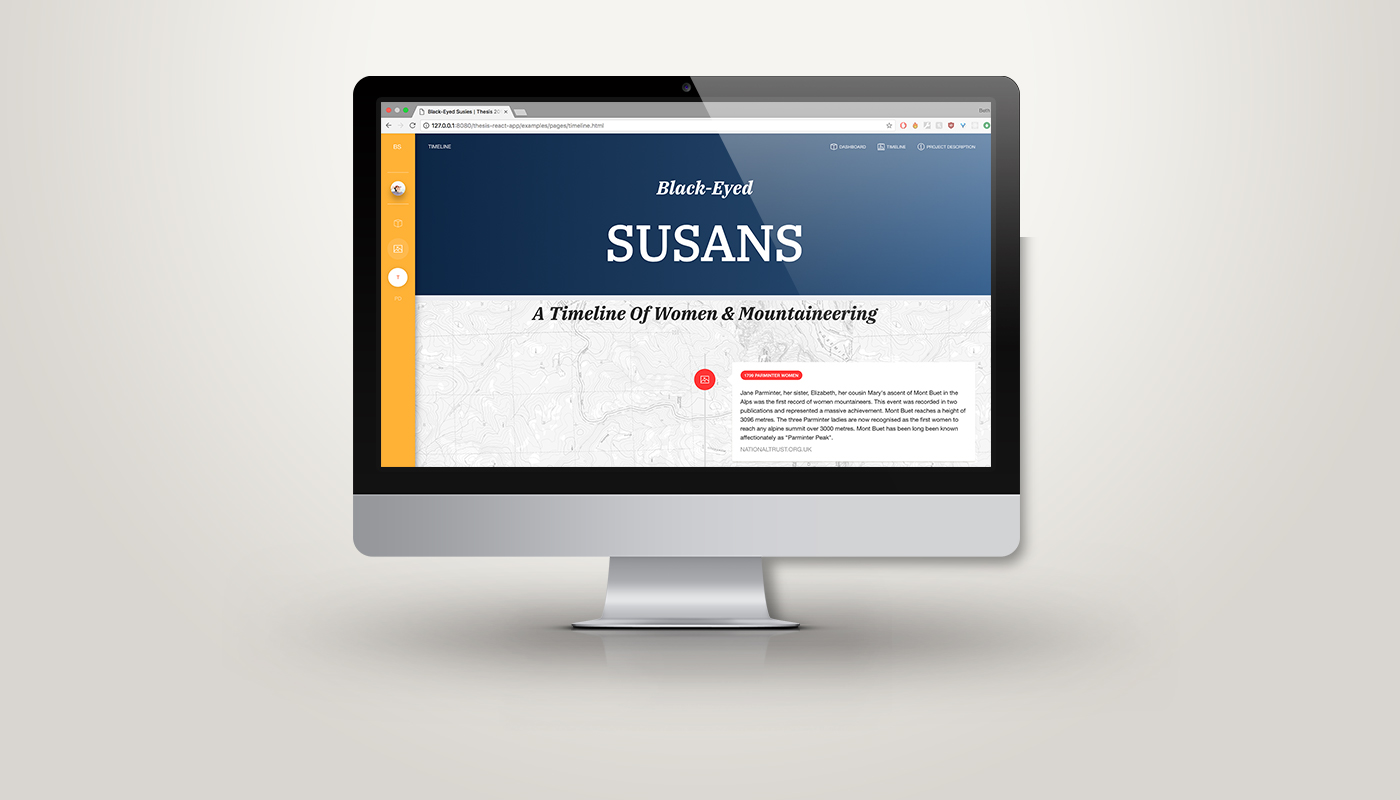 Black-Eyed Susies | Thesis 20
Beth
127.0.0.1:8080/thesis-react-app/examples/pages/timeline.html
BS
TIMELINE
DASHBOARD
TIMELINE
PROJECT DESCRIPTION
Black-Eyed
SUSANS
T
PD
A Timeline Of Women & Mountaineering
1799 PARMINTER WOMEN
Jane Parminter, her sister, Elizabeth, her cousin Mary's ascent of Mont Buet in the
Alps was the first record of women mountaineers. This event was recorded in two
publications and represented a massive achievement. Mont Buet reaches a height of
3096 metres. The three Parminter ladies are now recognised as the first women to
reach any alpine summit over 3000 metres. Mont Buet has been long been known
affectionately as "Parminter Peak".
NATIONALTRUST.ORG.UK